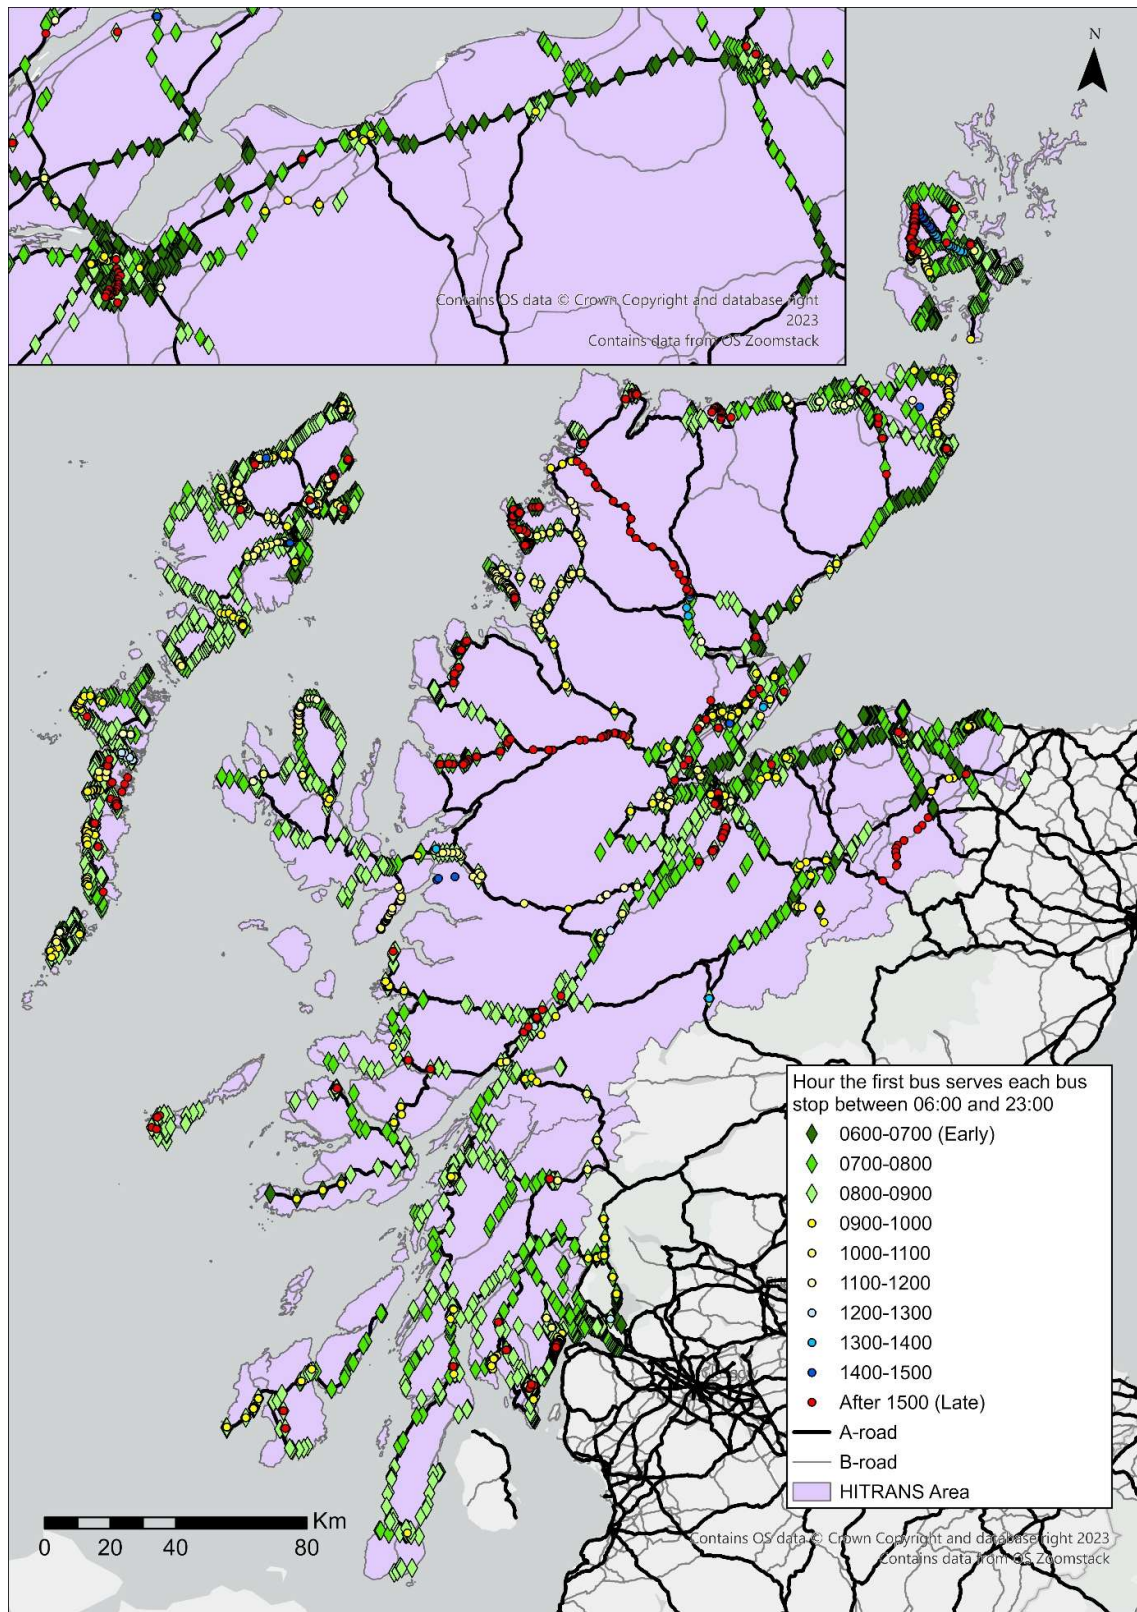 N
Contains OS data © Crown Copyright and database right
2023
Contains data from OS Zoomstack
Hour the first bus serves each bus
stop between 06:00 and 23:00
0600-0700 (Early)
0700-0800
0800-0900
0900-1000
1000-1100
1100-1200
1200-1300
1300-1400
1400-1500
After 1500 (Late)
A-road
B-road
HITRANS Area
Km
0 20 40 80
Contains OS data © Crown Copyright and database right 2023
Contains data from OS Zoomstack